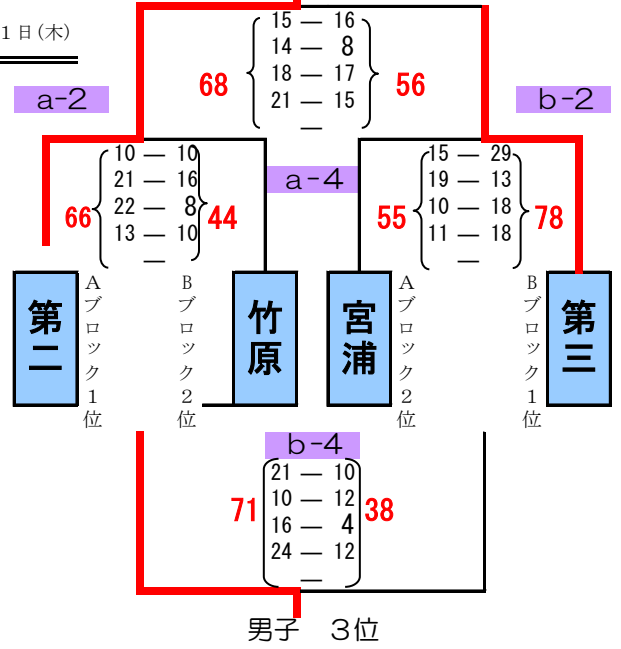 1日(木)
15 — 16
14 — 8
18 — 17
21 — 15
—
68
56
a-2
b-2
a-4
10 — 10
21 — 16
22 — 8
13 — 10
—
66
44
15 — 29
19 — 13
10 — 18
11 — 18
—
55
78
第二
Aブロック1位
Bブロック2位
竹原
宮浦
Aブロック2位
Bブロック1位
第三
b-4
21 — 10
10 — 12
16 — 4
24 — 12
—
71
38
男子 3位